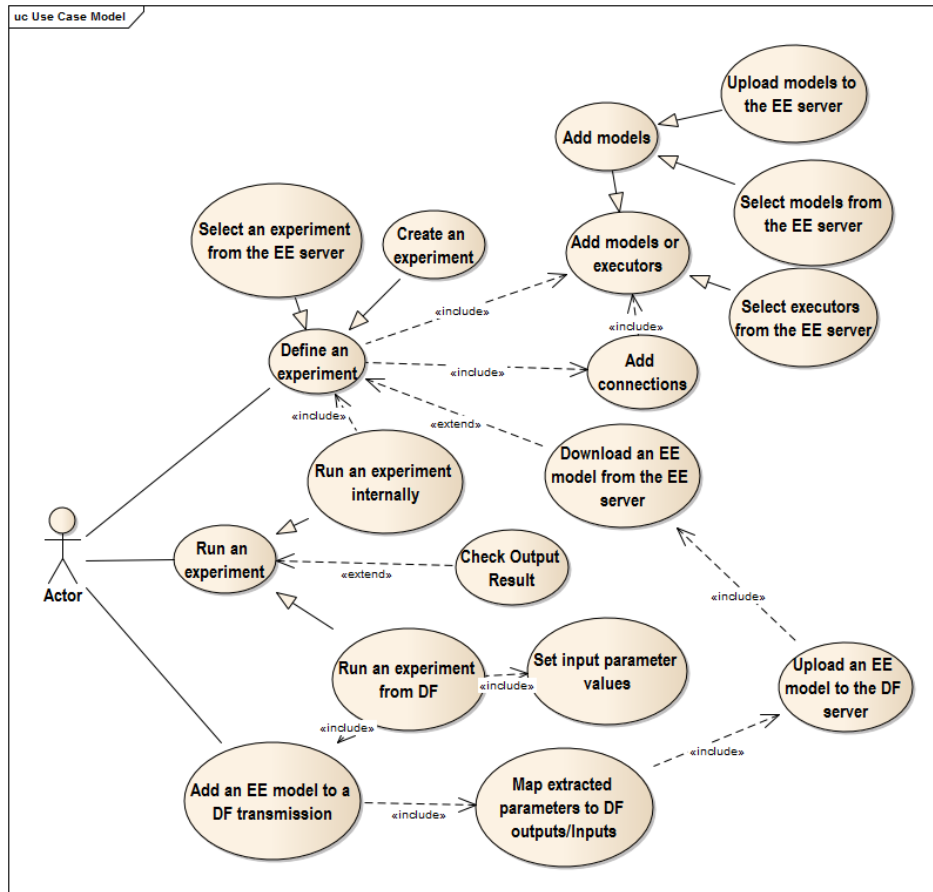 uc Use Case Model
Upload models to
the EE server
Add models
Select models from
the EE server
Select an experiment
from the EE server
Create an
experiment
Add models or
executors
Select executors
from the EE server
«include»
«include»
Define an
experiment
«include»
Add
connections
«include»
«extend»
Run an experiment
internally
Download an EE
model from the EE
server
Run an
experiment
Check Output
Result
«extend»
Actor
«include»
Run an experiment
from DF
Set input parameter
values
«include»
Upload an EE
model to the DF
server
«include»
«include»
Add an EE model to a
DF transmission
Map extracted
parameters to DF
outputs/Inputs
«include»